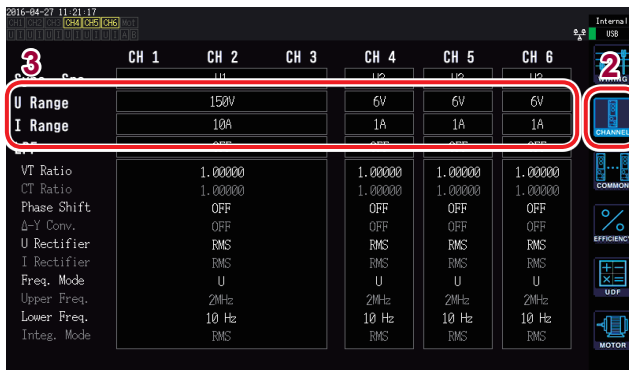 2016-04-27 11:21:17
CH1 CH2 CH3 CH4 CH5 CH6 Mot
U I U I U I U I U I U I A B
Internal
USB
CH 1 CH 2 CH 3 CH 4 CH 5 CH 6
3
2
WIRING
U Range 150V 6V 6V 6V
I Range 10A 1A 1A 1A
CHANNEL
VT Ratio 1.00000 1.00000 1.00000 1.00000
CT Ratio 1.00000 1.00000 1.00000 1.00000
COMMON
Phase Shift OFF OFF OFF OFF
Δ-Y Conv. OFF OFF OFF OFF
U Rectifier RMS RMS RMS RMS
EFFICIENCY
I Rectifier RMS RMS RMS RMS
Freq. Mode U U U U
Upper Freq. 2MHz 2MHz 2MHz 2MHz
UDF
Lower Freq. 10 Hz 10 Hz 10 Hz 10 Hz
Integ. Mode RMS RMS RMS RMS
MOTOR